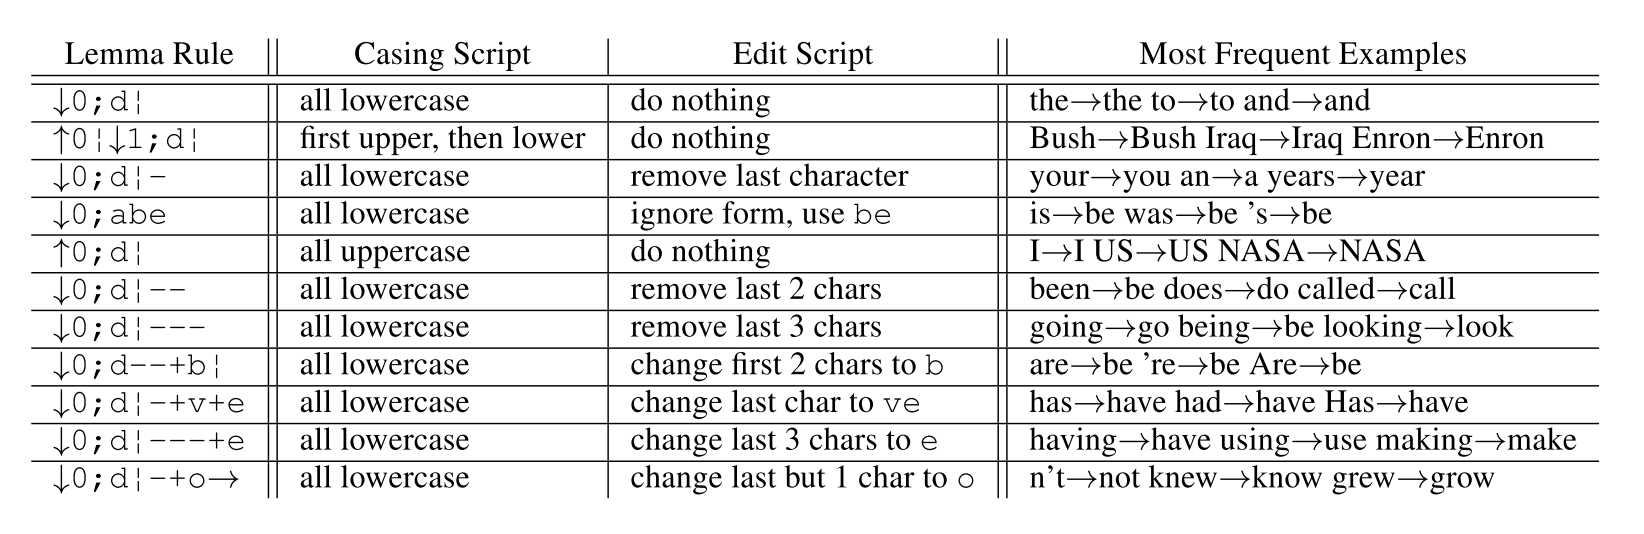 Lemma Rule Casing Script Edit Script Most Frequent Examples
↓0;d¦ all lowercase do nothing the→the to→to and→and
↑0¦↓1;d¦ first upper, then lower do nothing Bush→Bush Iraq→Iraq Enron→Enron
↓0;d¦- all lowercase remove last character your→you an→a years→year
↓0;abe all lowercase ignore form, use be is→be was→be ’s→be
↑0;d¦ all uppercase do nothing I→I US→US NASA→NASA
↓0;d¦-- all lowercase remove last 2 chars been→be does→do called→call
↓0;d¦--- all lowercase remove last 3 chars going→go being→be looking→look
↓0;d--+b¦ all lowercase change first 2 chars to b are→be ’re→be Are→be
↓0;d¦-+v+e all lowercase change last char to ve has→have had→have Has→have
↓0;d¦---+e all lowercase change last 3 chars to e having→have using→use making→make
↓0;d¦-+o→ all lowercase change last but 1 char to o n’t→not knew→know grew→grow